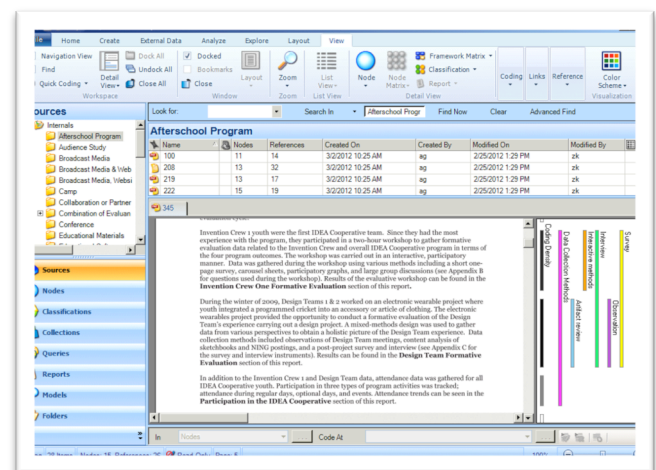 ile Home Create External Data Analyze Explore Layout View
Navigation View Dock All Docked Framework Matrix
Find Undock All Bookmarks Classification
Quick Coding Detail View Close All Close Layout Zoom List View Node Node Matrix Report Coding Links Reference Color Scheme
Workspace Window Zoom List View Detail View Visualization
ources Look for: Search In Afterschool Progr Find Now Clear Advanced Find
Internals
Afterschool Program
Audience Study
Broadcast Media
Broadcast Media & Web
Broadcast Media, Websi
Camp
Collaboration or Partner
Combination of Evaluan
Conference
Educational Materials
Sources
Nodes
Classifications
Collections
Queries
Reports
Models
Folders
Afterschool Program
Name Nodes References Created On Created By Modified On Modified By
100 11 14 3/2/2012 10:25 AM ag 2/25/2012 1:29 PM zk
208 13 32 3/2/2012 10:25 AM ag 2/25/2012 1:29 PM zk
219 13 17 3/2/2012 10:25 AM ag 2/25/2012 1:29 PM zk
222 15 19 3/2/2012 10:25 AM ag 2/25/2012 1:29 PM zk
345
Invention Crew 1 youth were the first IDEA Cooperative team. Since they had the most
experience with the program, they participated in a two-hour workshop to gather formative
evaluation data related to the Invention Crew and overall IDEA Cooperative program in terms of
the four program outcomes. The workshop was carried out in an interactive, participatory
manner. Data was gathered during the workshop using various methods including a short one-
page survey, carousel sheets, participatory graphs, and large group discussions (see Appendix B
for questions used during the workshop). Results of the evaluative workshop can be found in the
Invention Crew One Formative Evaluation section of this report.
During the winter of 2009, Design Teams 1 & 2 worked on an electronic wearable project where
youth integrated a programmed cricket into an accessory or article of clothing. The electronic
wearables project provided the opportunity to conduct a formative evaluation of the Design
Team's experience carrying out a design project. A mixed-methods design was used to gather
data from various perspectives to obtain a holistic picture of the Design Team experience. Data
collection methods included observations of Design Team meetings, content analysis of
sketchbooks and NING postings, and a post-project survey and interview (see Appendix C for
the survey and interview instruments). Results can be found in the Design Team Formative
Evaluation section of this report.
In addition to the Invention Crew 1 and Design Team data, attendance data was gathered for all
IDEA Cooperative youth. Participation in three types of program activities was tracked;
attendance during regular days, optional days, and events. Attendance trends can be seen in the
Participation in the IDEA Cooperative section of this report.
Coding Density
Data Collection Methods
Artifact review
Interactive methods
Interview
Observation
Survey
In Nodes Code At